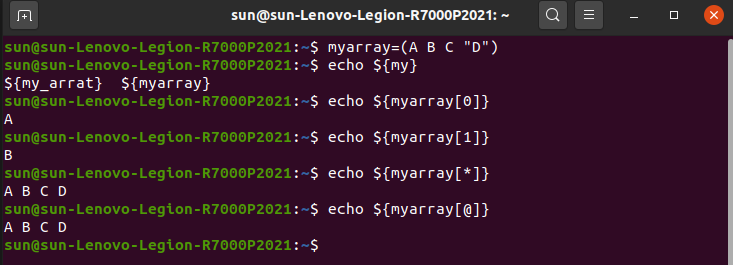 sun@sun-Lenovo-Legion-R7000P2021: ~
sun@sun-Lenovo-Legion-R7000P2021:~$ myarray=(A B C "D")
sun@sun-Lenovo-Legion-R7000P2021:~$ echo ${my}
${my_arrat}  ${myarray}
sun@sun-Lenovo-Legion-R7000P2021:~$ echo ${myarray[0]}
A
sun@sun-Lenovo-Legion-R7000P2021:~$ echo ${myarray[1]}
B
sun@sun-Lenovo-Legion-R7000P2021:~$ echo ${myarray[*]}
A B C D
sun@sun-Lenovo-Legion-R7000P2021:~$ echo ${myarray[@]}
A B C D
sun@sun-Lenovo-Legion-R7000P2021:~$